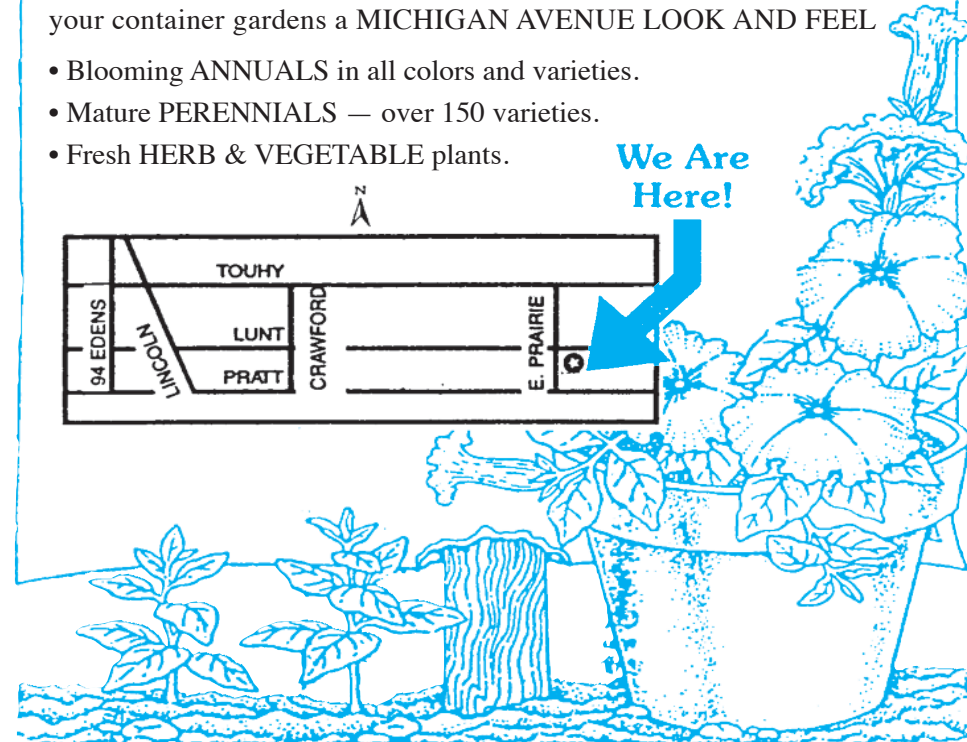 your container gardens a MICHIGAN AVENUE LOOK AND FEEL
• Blooming ANNUALS in all colors and varieties.
• Mature PERENNIALS — over 150 varieties.
• Fresh HERB & VEGETABLE plants.
We Are
Here!
N
TOUHY
94 EDENS
LINCOLN
LUNT
PRATT
CRAWFORD
E. PRAIRIE